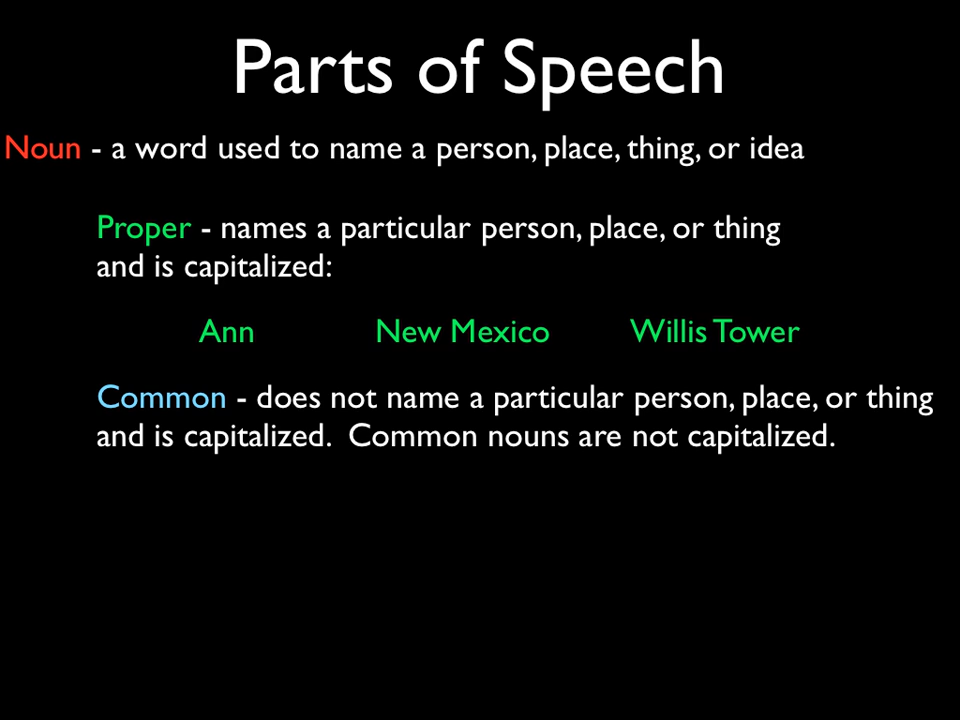 Parts of Speech
Noun - a word used to name a person, place, thing, or idea
Proper - names a particular person, place, or thing
and is capitalized:
Ann New Mexico Willis Tower
Common - does not name a particular person, place, or thing
and is capitalized. Common nouns are not capitalized.